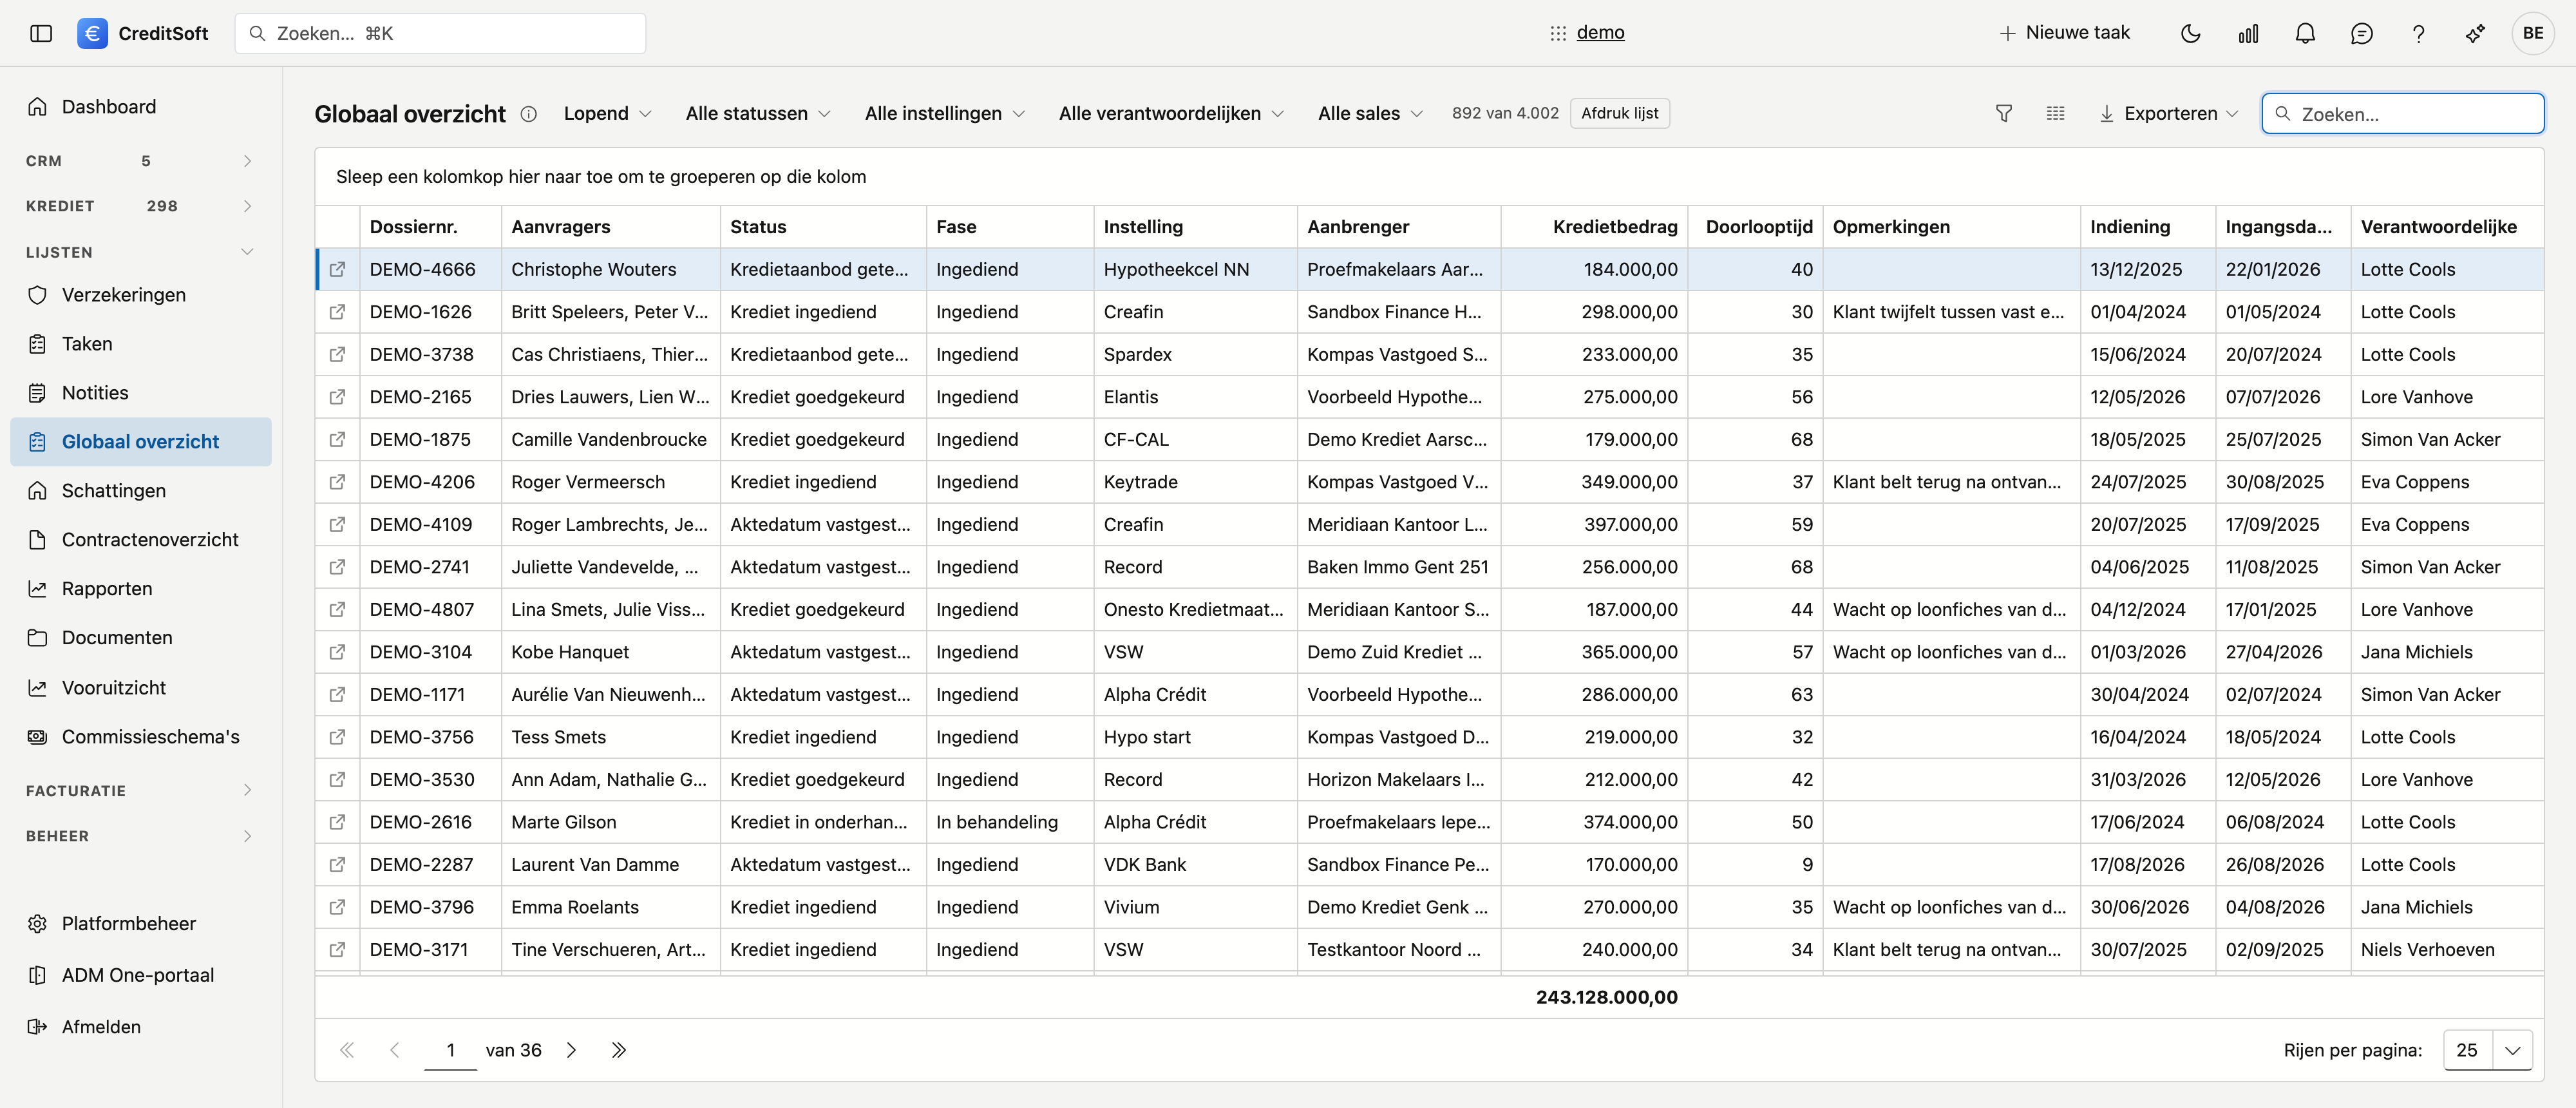 CreditSoft Zoeken... ⌘K demo Nieuwe taak BE
Dashboard
CRM 5
KREDIET 298
LIJSTEN
Verzekeringen
Taken
Notities
Globaal overzicht
Schattingen
Contractenoverzicht
Rapporten
Documenten
Vooruitzicht
Commissieschema's
FACTURATIE
BEHEER
Platformbeheer
ADM One-portaal
Afmelden
Globaal overzicht Lopend Alle statussen Alle instellingen Alle verantwoordelijken Alle sales 892 van 4.002 Afdruk lijst Exporteren Zoeken...
Sleep een kolomkop hier naar toe om te groeperen op die kolom
Dossiernr. Aanvragers Status Fase Instelling Aanbrenger Kredietbedrag Doorlooptijd Opmerkingen Indiening Ingangsda... Verantwoordelijke
DEMO-4666 Christophe Wouters Kredietaanbod gete... Ingediend Hypotheekcel NN Proefmakelaars Aar... 184.000,00 40 13/12/2025 22/01/2026 Lotte Cools
DEMO-1626 Britt Speleers, Peter V... Krediet ingediend Ingediend Creafin Sandbox Finance H... 298.000,00 30 Klant twijfelt tussen vast e... 01/04/2024 01/05/2024 Lotte Cools
DEMO-3738 Cas Christiaens, Thier... Kredietaanbod gete... Ingediend Spardex Kompas Vastgoed S... 233.000,00 35 15/06/2024 20/07/2024 Lotte Cools
DEMO-2165 Dries Lauwers, Lien W... Krediet goedgekeurd Ingediend Elantis Voorbeeld Hypothe... 275.000,00 56 12/05/2026 07/07/2026 Lore Vanhove
DEMO-1875 Camille Vandenbroucke Krediet goedgekeurd Ingediend CF-CAL Demo Krediet Aarsc... 179.000,00 68 18/05/2025 25/07/2025 Simon Van Acker
DEMO-4206 Roger Vermeersch Krediet ingediend Ingediend Keytrade Kompas Vastgoed V... 349.000,00 37 Klant belt terug na ontvan... 24/07/2025 30/08/2025 Eva Coppens
DEMO-4109 Roger Lambrechts, Je... Aktedatum vastgest... Ingediend Creafin Meridiaan Kantoor L... 397.000,00 59 20/07/2025 17/09/2025 Eva Coppens
DEMO-2741 Juliette Vandevelde, ... Aktedatum vastgest... Ingediend Record Baken Immo Gent 251 256.000,00 68 04/06/2025 11/08/2025 Simon Van Acker
DEMO-4807 Lina Smets, Julie Viss... Krediet goedgekeurd Ingediend Onesto Kredietmaat... Meridiaan Kantoor S... 187.000,00 44 Wacht op loonfiches van d... 04/12/2024 17/01/2025 Lore Vanhove
DEMO-3104 Kobe Hanquet Aktedatum vastgest... Ingediend VSW Demo Zuid Krediet ... 365.000,00 57 Wacht op loonfiches van d... 01/03/2026 27/04/2026 Jana Michiels
DEMO-1171 Aurélie Van Nieuwenh... Aktedatum vastgest... Ingediend Alpha Crédit Voorbeeld Hypothe... 286.000,00 63 30/04/2024 02/07/2024 Simon Van Acker
DEMO-3756 Tess Smets Krediet ingediend Ingediend Hypo start Kompas Vastgoed D... 219.000,00 32 16/04/2024 18/05/2024 Lotte Cools
DEMO-3530 Ann Adam, Nathalie G... Krediet goedgekeurd Ingediend Record Horizon Makelaars I... 212.000,00 42 31/03/2026 12/05/2026 Lore Vanhove
DEMO-2616 Marte Gilson Krediet in onderhan... In behandeling Alpha Crédit Proefmakelaars Iepe... 374.000,00 50 17/06/2024 06/08/2024 Lotte Cools
DEMO-2287 Laurent Van Damme Aktedatum vastgest... Ingediend VDK Bank Sandbox Finance Pe... 170.000,00 9 17/08/2026 26/08/2026 Lotte Cools
DEMO-3796 Emma Roelants Krediet ingediend Ingediend Vivium Demo Krediet Genk ... 270.000,00 35 Wacht op loonfiches van d... 30/06/2026 04/08/2026 Jana Michiels
DEMO-3171 Tine Verschueren, Art... Krediet ingediend Ingediend VSW Testkantoor Noord ... 240.000,00 34 Klant belt terug na ontvan... 30/07/2025 02/09/2025 Niels Verhoeven
243.128.000,00
1 van 36 Rijen per pagina: 25